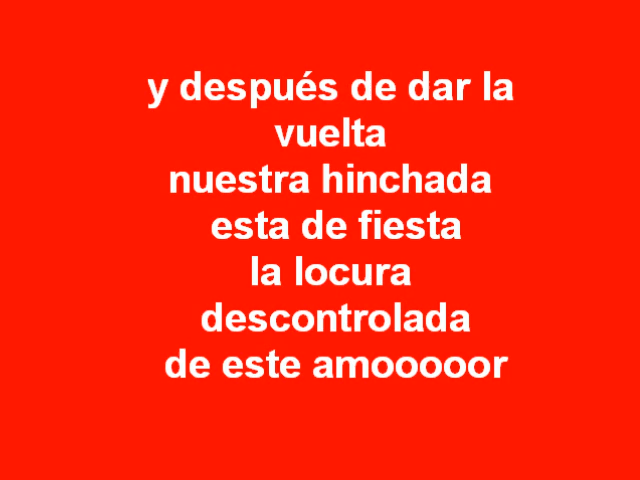 y después de dar la
vuelta
nuestra hinchada
esta de fiesta
la locura
descontrolada
de este amooooor